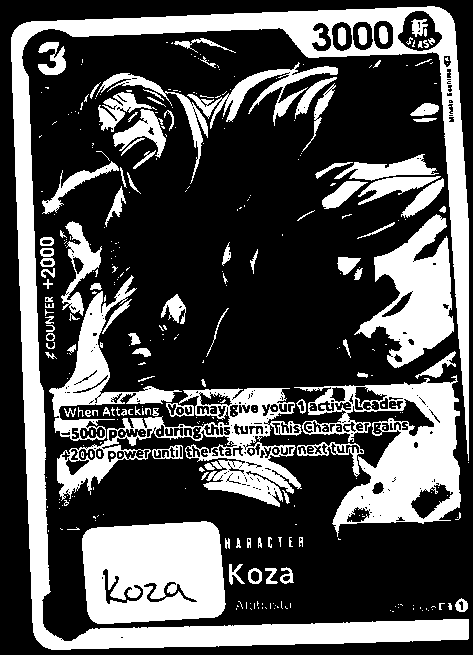 3
3000
斬
SLASH
COUNTER +2000
When Attacking You may give your 1 active Leader
−5000 power during this turn: This Character gains
+2000 power until the start of your next turn.
CHARACTER
Koza
Koza
Alabasta
1